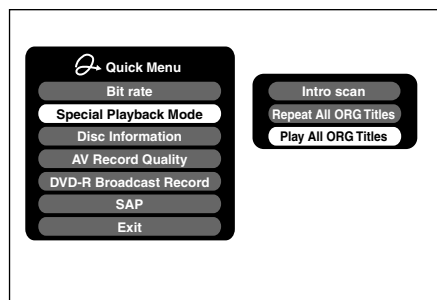 Quick Menu
Bit rate
Special Playback Mode
Disc Information
AV Record Quality
DVD-R Broadcast Record
SAP
Exit
Intro scan
Repeat All ORG Titles
Play All ORG Titles